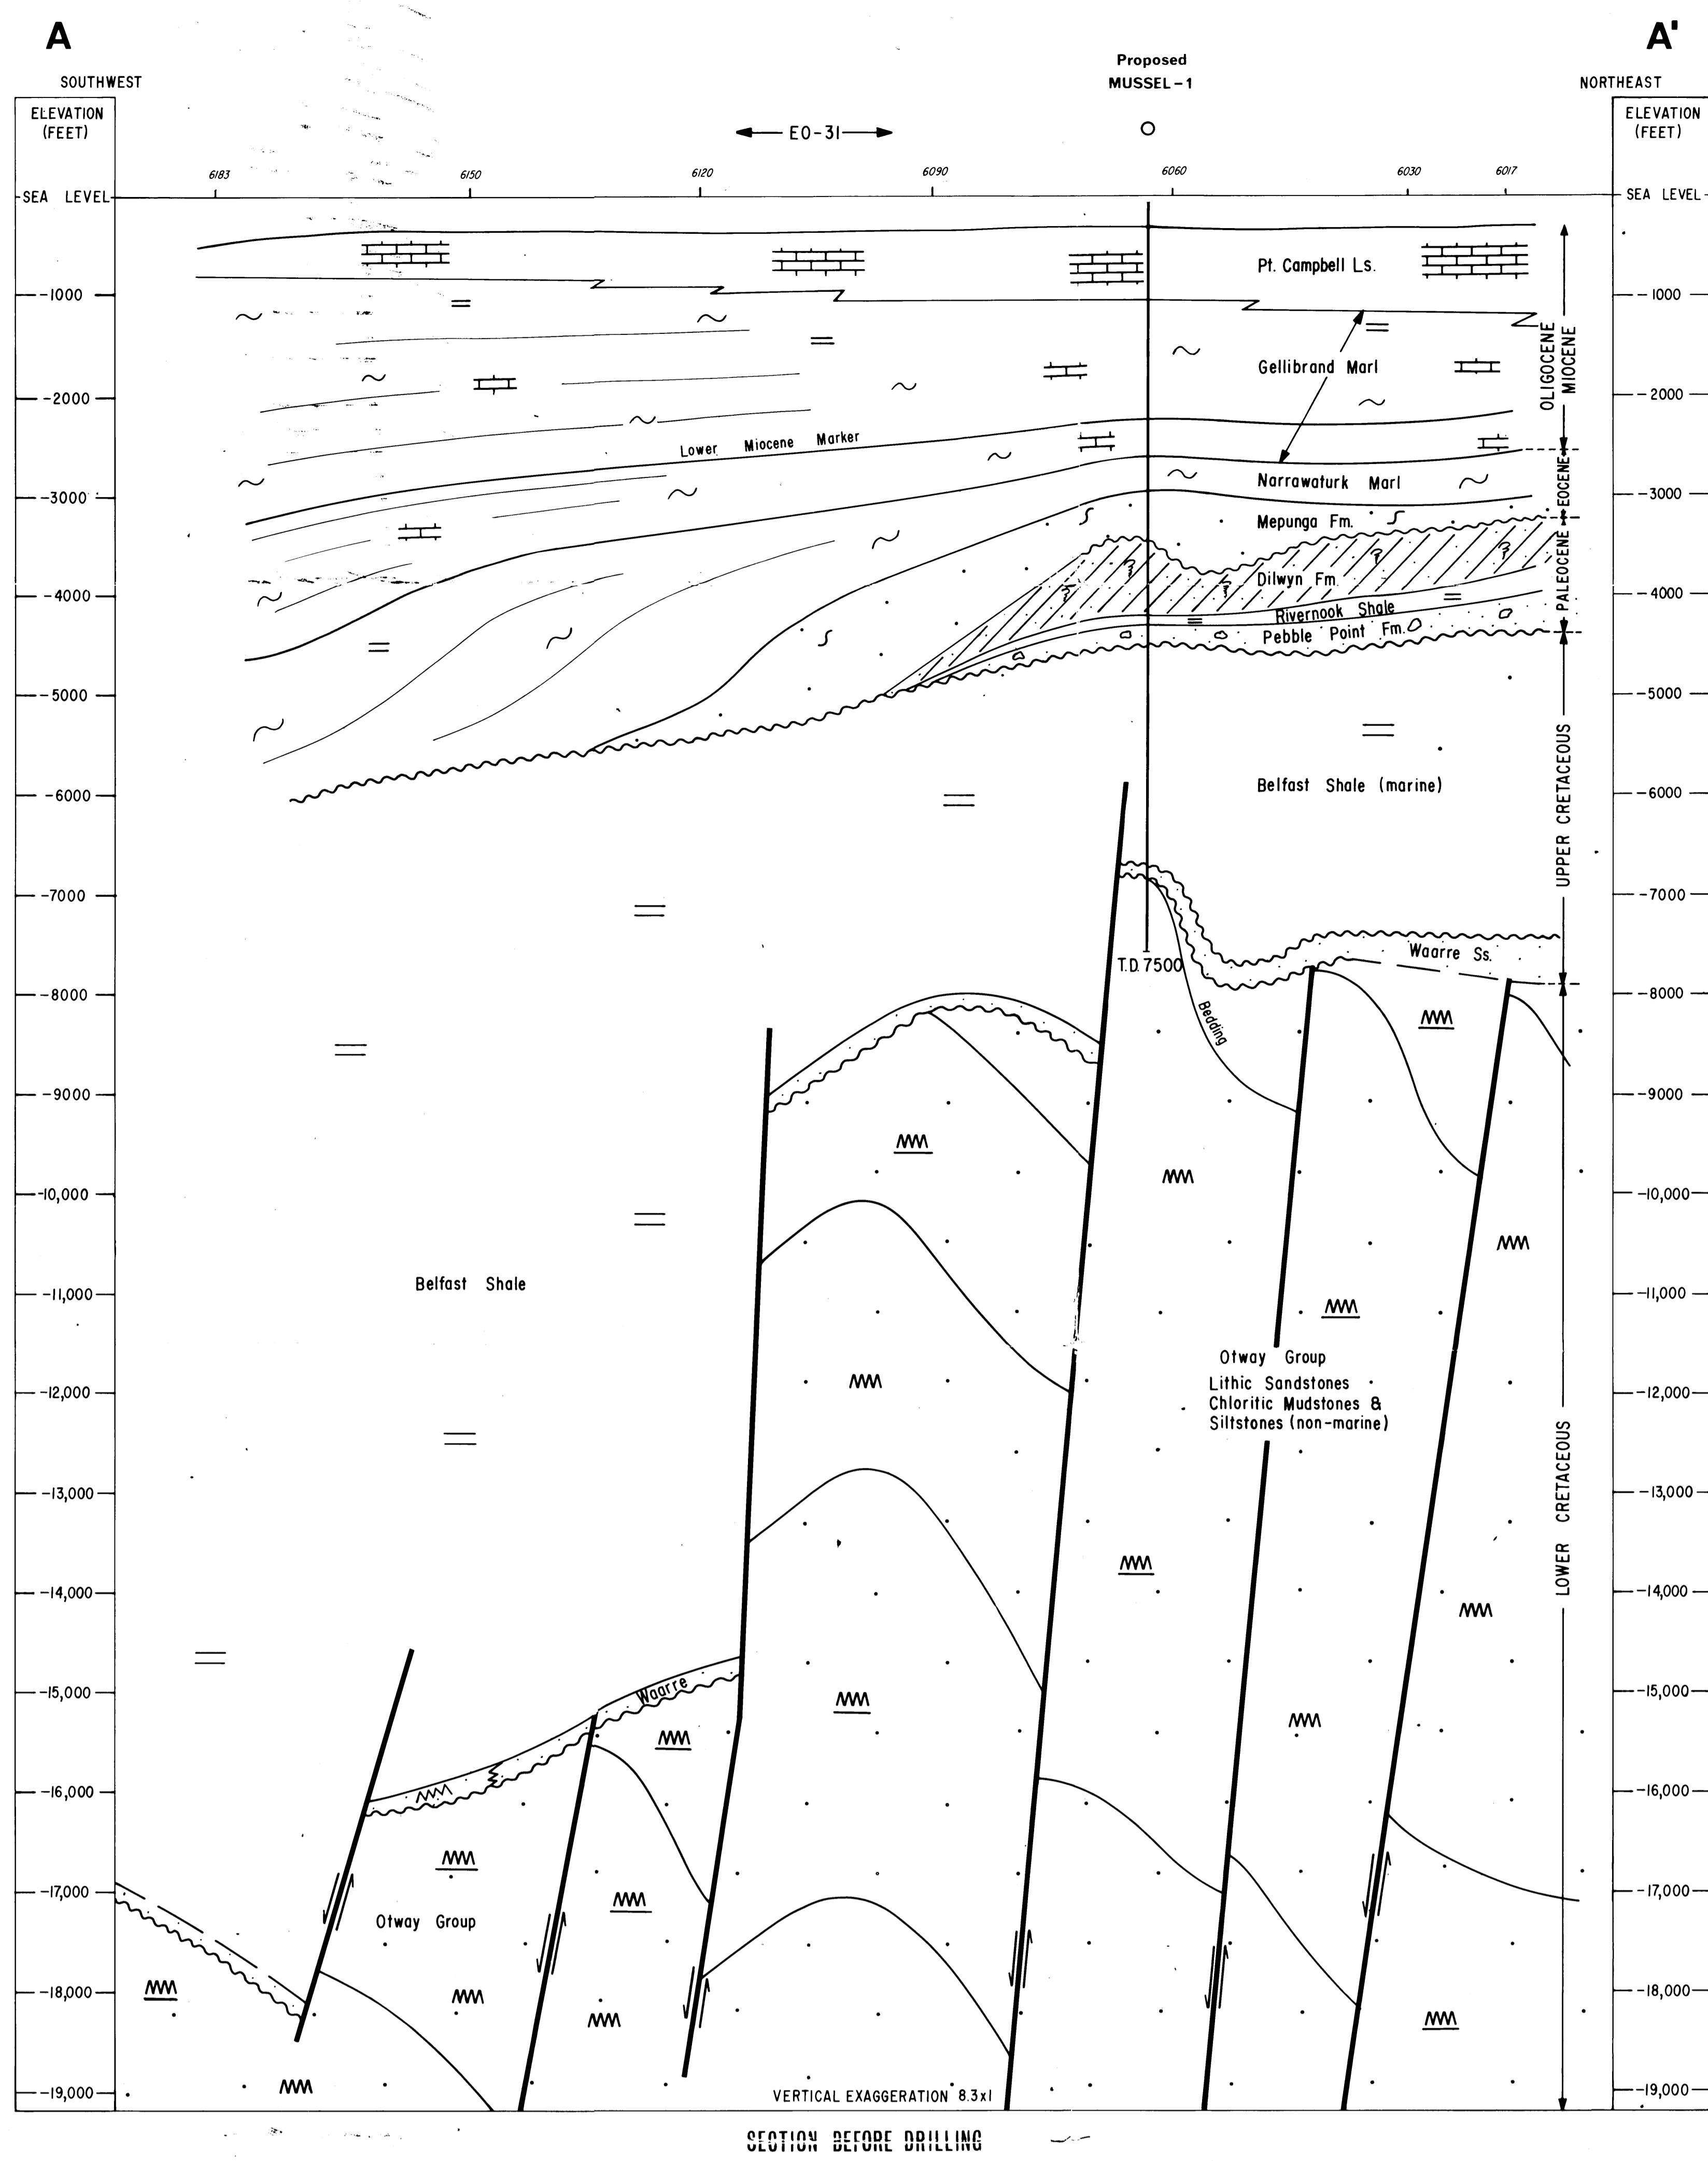 A
A'
Proposed
MUSSEL-1
SOUTHWEST
NORTHEAST
ELEVATION
(FEET)
ELEVATION
(FEET)
EO-31
6183
6150
6120
6090
6060
6030
6017
SEA LEVEL
SEA LEVEL
Pt. Campbell Ls.
-1000
-1000
OLIGOCENE
MIOCENE
Gellibrand Marl
-2000
-2000
Lower Miocene Marker
Narrawaturk Marl
EOCENE
-3000
-3000
Mepunga Fm.
?
?
?
?
?
Dilwyn Fm.
PALEOCENE
-4000
-4000
Rivernook Shale
Pebble Point Fm.
-5000
-5000
Belfast Shale (marine)
UPPER CRETACEOUS
-6000
-6000
-7000
-7000
Waarre Ss.
T.D. 7500
-8000
-8000
Bedding
-9000
-9000
-10,000
-10,000
Belfast Shale
-11,000
-11,000
Otway Group
Lithic Sandstones
Chloritic Mudstones &
Siltstones (non-marine)
-12,000
-12,000
-13,000
-13,000
LOWER CRETACEOUS
-14,000
-14,000
-15,000
-15,000
Waarre
-16,000
-16,000
-17,000
-17,000
Otway Group
-18,000
-18,000
-19,000
-19,000
VERTICAL EXAGGERATION 8.3x1
SECTION BEFORE DRILLING